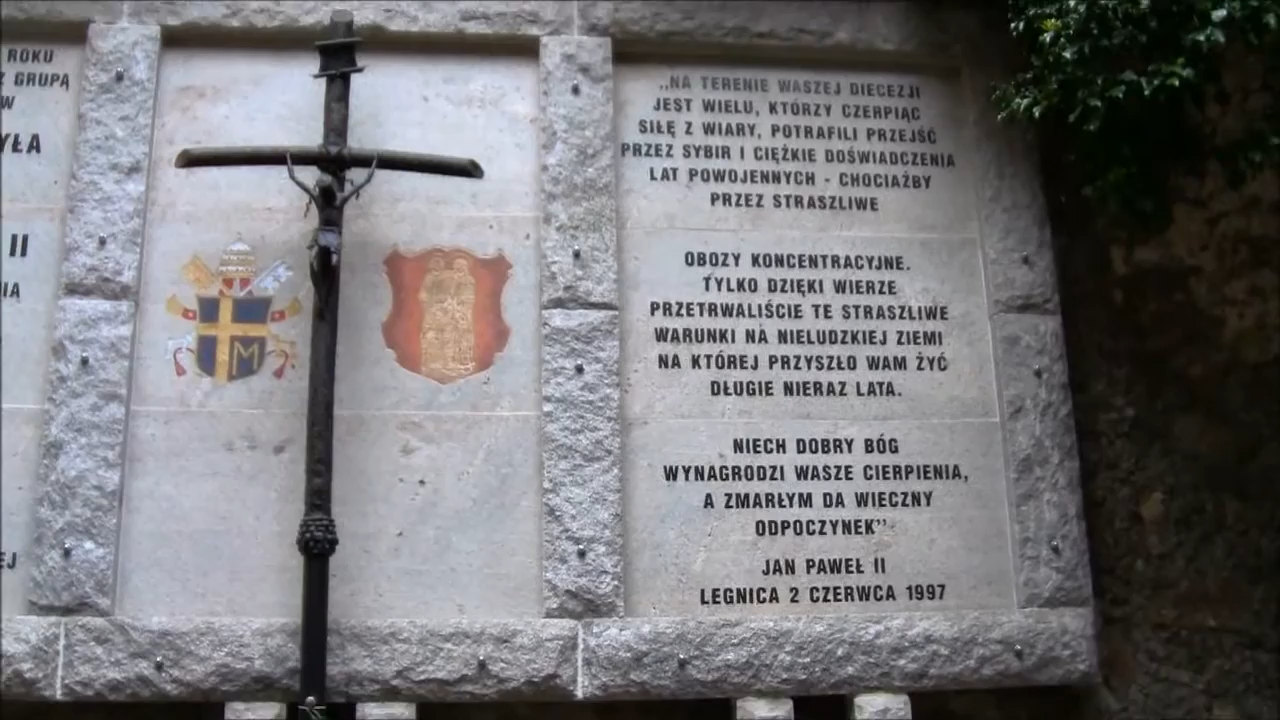 ROKU
Z GRUPĄ
W
YŁA
II
NIA
EJ
M
„NA TERENIE WASZEJ DIECEZJI
JEST WIELU, KTÓRZY CZERPIĄC
SIŁĘ Z WIARY, POTRAFILI PRZEJŚĆ
PRZEZ SYBIR I CIĘŻKIE DOŚWIADCZENIA
LAT POWOJENNYCH - CHOCIAŻBY
PRZEZ STRASZLIWE
OBOZY KONCENTRACYJNE.
TYLKO DZIĘKI WIERZE
PRZETRWALIŚCIE TE STRASZLIWE
WARUNKI NA NIELUDZKIEJ ZIEMI
NA KTÓREJ PRZYSZŁO WAM ŻYĆ
DŁUGIE NIERAZ LATA.
NIECH DOBRY BÓG
WYNAGRODZI WASZE CIERPIENIA,
A ZMARŁYM DA WIECZNY
ODPOCZYNEK”
JAN PAWEŁ II
LEGNICA 2 CZERWCA 1997